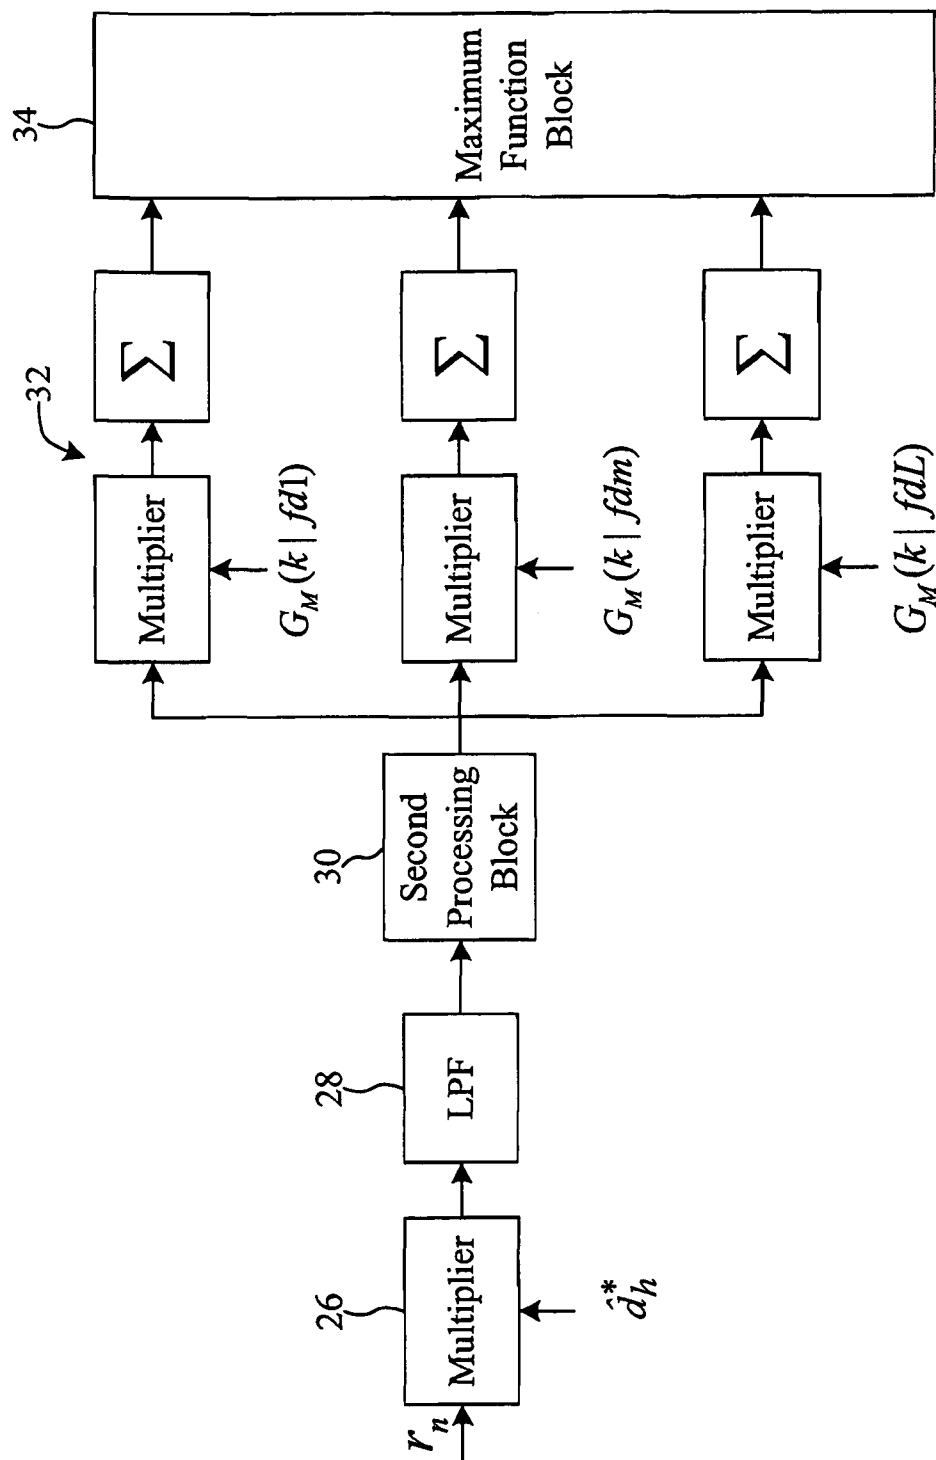 r_n
26
Multiplier
\hat{d}_h^*
28
LPF
30
Second
Processing
Block
32
Multiplier
G_M(k | fd1)
Σ
Multiplier
G_M(k | fdm)
Σ
Multiplier
G_M(k | fdL)
Σ
34
Maximum
Function
Block